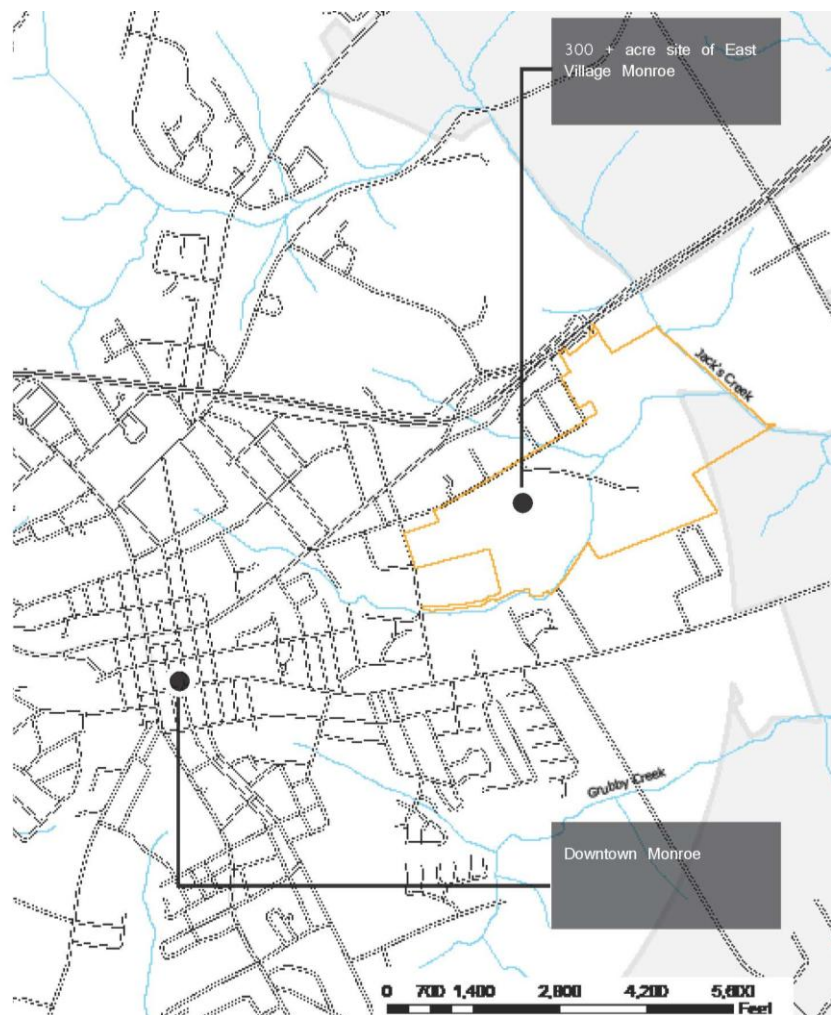 300 + acre site of East
Village Monroe
Jack's Creek
Grubby Creek
Downtown Monroe
0 700 1,400 2,800 4,200 5,600
Feet